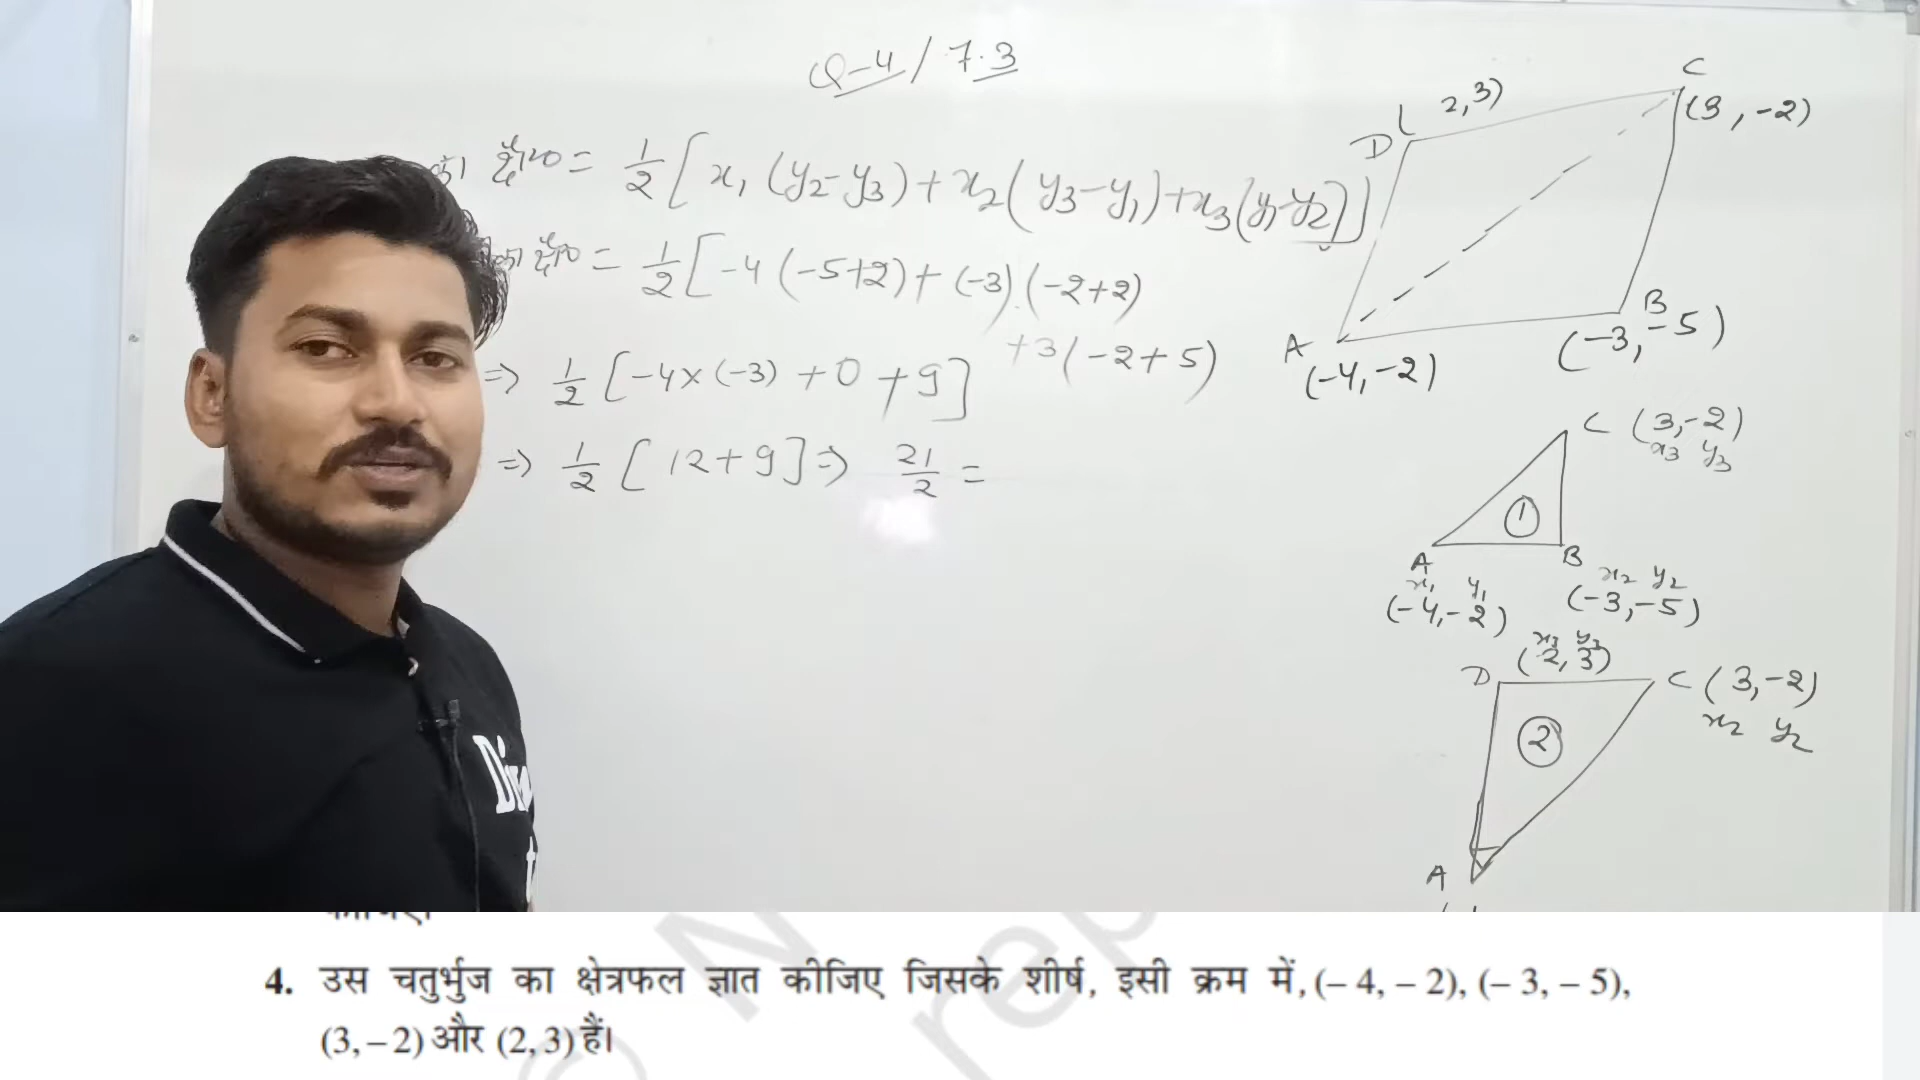 Q-4/7.3
का क्षे०फ० = 1/2 [x₁ (y₂-y₃) + x₂ (y₃-y₁) + x₃ (y₁-y₂)]
का क्षे०फ० = 1/2 [-4 (-5+2) + (-3).(-2+2)
+3 (-2+5)
⇒ 1/2 [-4×(-3) + 0 + 9]
⇒ 1/2 [12+9] ⇒ 21/2 =
C
(3, -2)
D (2,3)
A
(-4,-2)
B
(-3,-5)
C (3,-2)
x₃ y₃
1
A
x₁ y₁
(-4,-2)
B
x₂ y₂
(-3,-5)
x₃ y₃
D (2,3)
C (3,-2)
x₂ y₂
2
A
4. उस चतुर्भुज का क्षेत्रफल ज्ञात कीजिए जिसके शीर्ष, इसी क्रम में, (– 4, – 2), (– 3, – 5),
(3, – 2) और (2, 3) हैं।